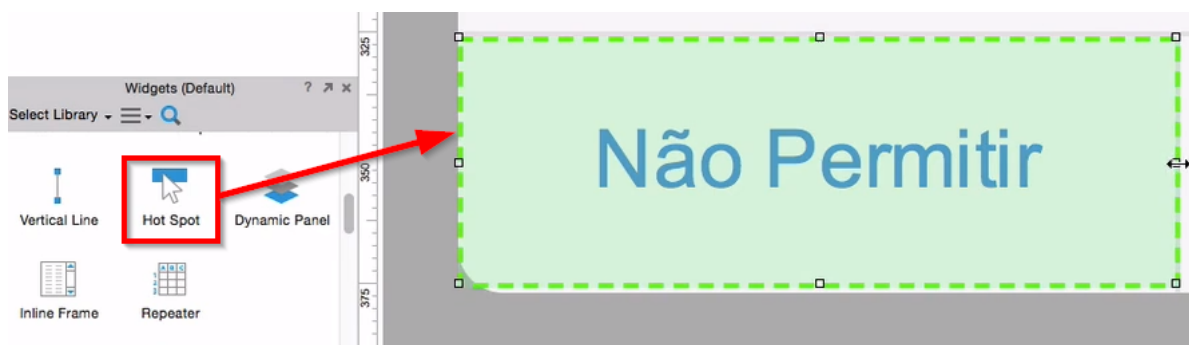 Widgets (Default)
?
Select Library
Vertical Line
Hot Spot
Dynamic Panel
Inline Frame
Repeater
325
350
375
Não Permitir